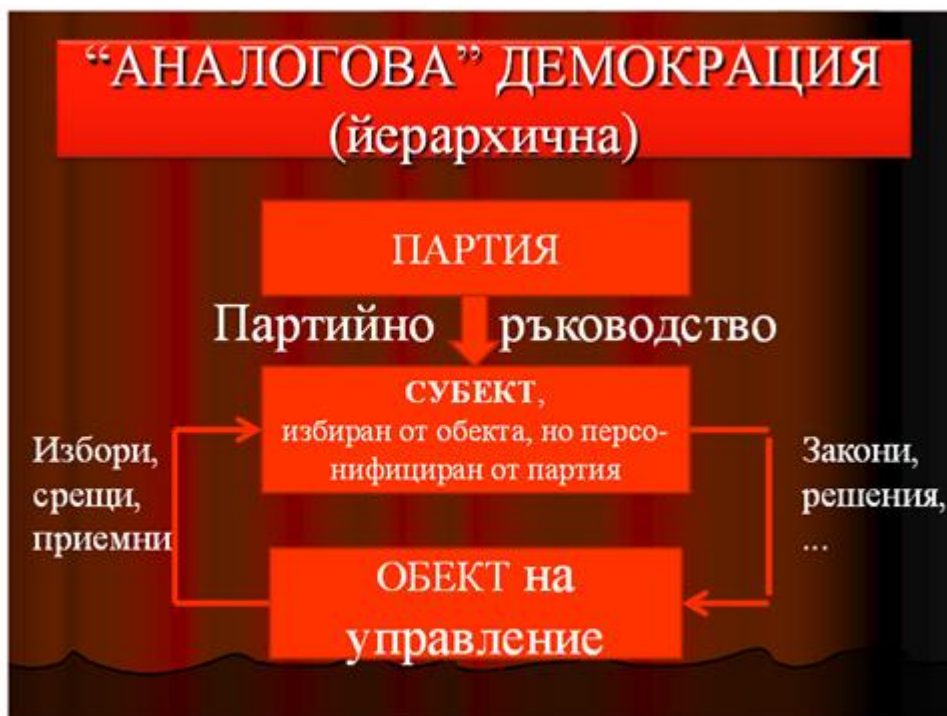 “АНАЛОГОВА” ДЕМОКРАЦИЯ
(йерархична)
ПАРТИЯ
Партийно ръководство
СУБЕКТ,
избиран от обекта, но персо-
нифициран от партия
Избори,
срещи,
приемни
Закони,
решения,
...
ОБЕКТ на
управление